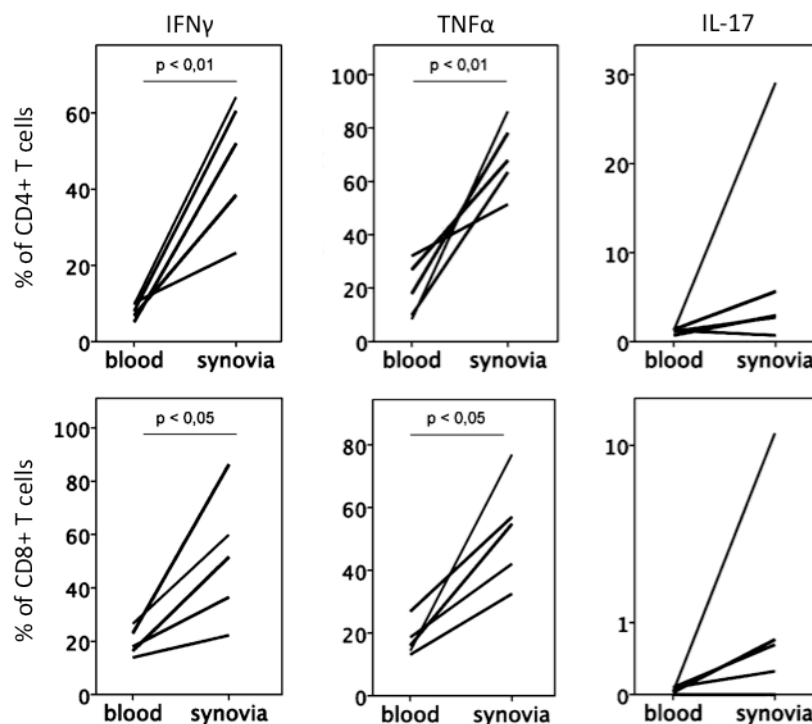 IFNγ
TNFα
IL-17
% of CD4+ T cells
p < 0,01
60
40
20
0
blood synovia
p < 0,01
100
80
60
40
20
0
blood synovia
30
20
10
0
blood synovia
% of CD8+ T cells
p < 0,05
100
80
60
40
20
0
blood synovia
p < 0,05
80
60
40
20
0
blood synovia
10
1
0
blood synovia